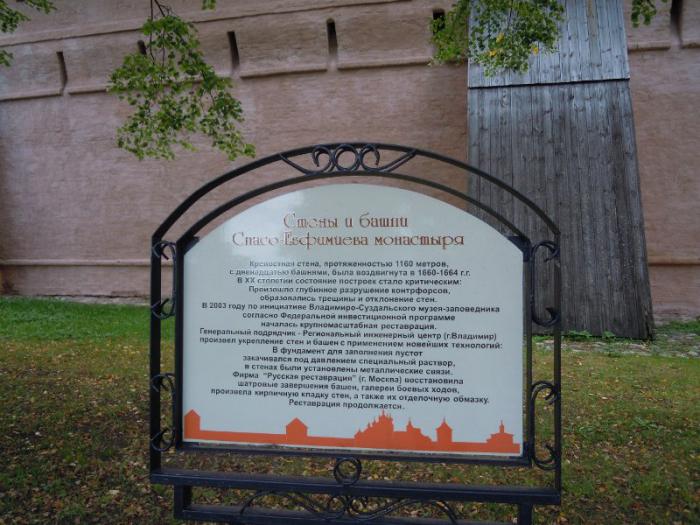 Стены и башни
Спасо-Евфимиева монастыря
Крепостная стена, протяженностью 1160 метров,
с двенадцатью башнями, была воздвигнута в 1660-1664 г.г.
В XX столетии состояние построек стало критическим:
Произошло глубинное разрушение контрфорсов,
образовались трещины и отклонение стен.
В 2003 году по инициативе Владимиро-Суздальского музея-заповедника
согласно Федеральной инвестиционной программе
началась крупномасштабная реставрация.
Генеральный подрядчик - Региональный инженерный центр (г.Владимир)
произвел укрепление стен и башен с применением новейших технологий:
В фундамент для заполнения пустот
закачивался под давлением специальный раствор,
в стенах были установлены металлические связи.
Фирма "Русская реставрация" (г. Москва) восстановила
шатровые завершения башен, галереи боевых ходов,
произвела кирпичную кладку стен, а также их отделочную обмазку.
Реставрация продолжается.